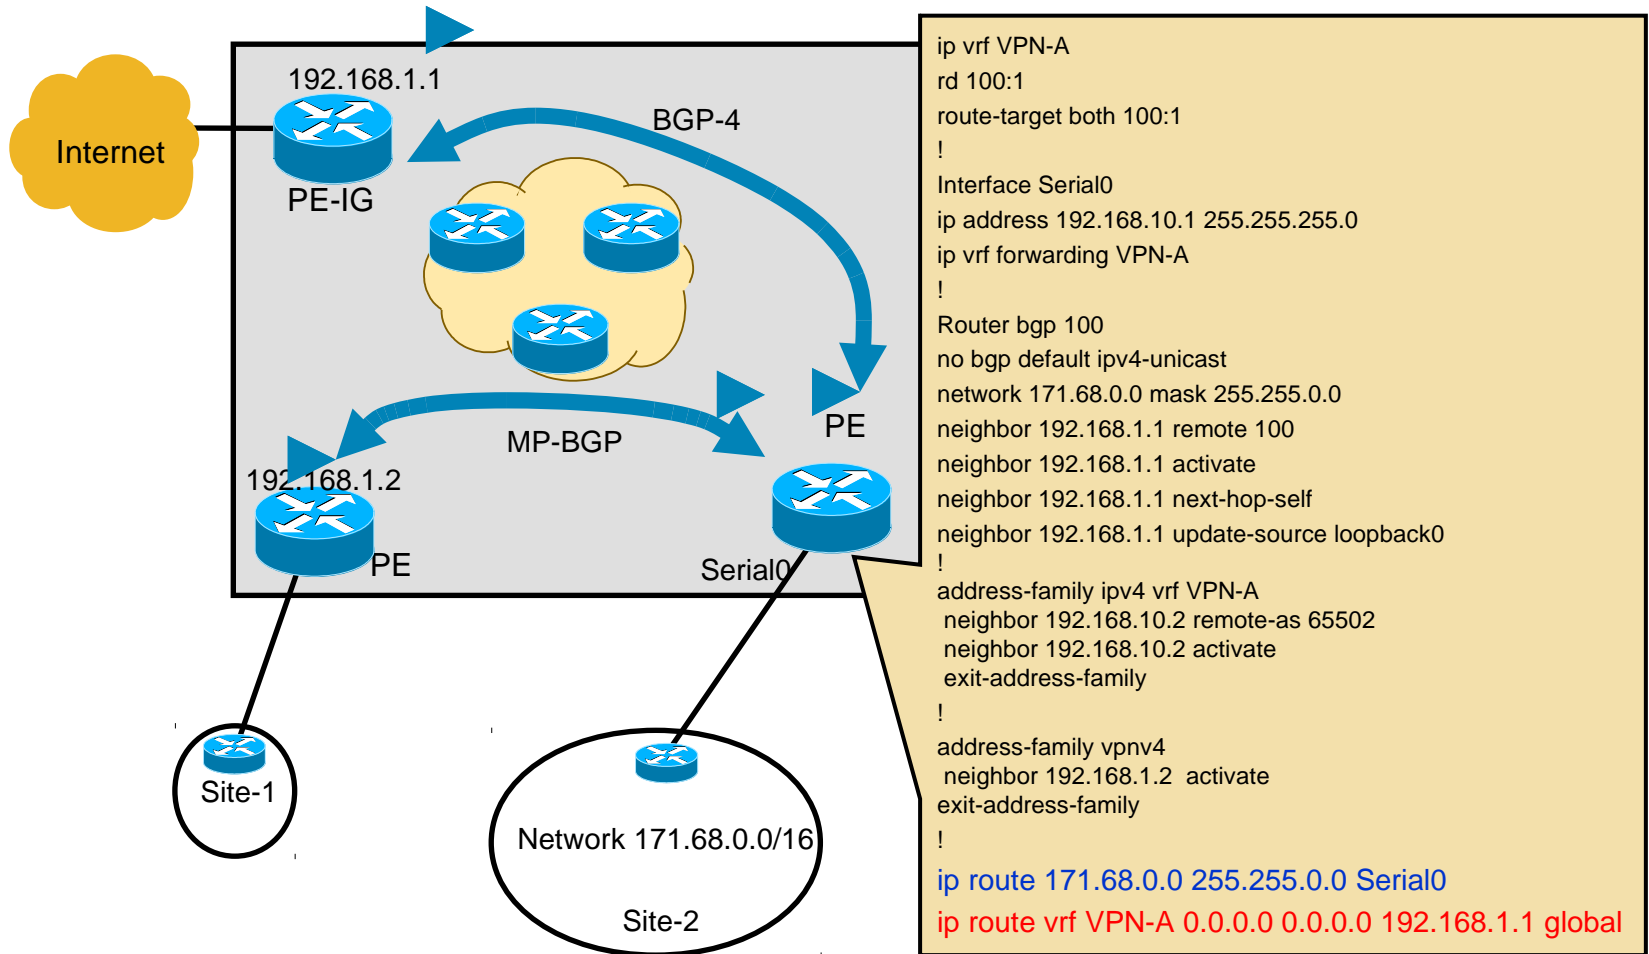 192.168.1.1
BGP-4
Internet
PE-IG
MP-BGP
PE
192.168.1.2
PE
Serial0
Site-1
Network 171.68.0.0/16
Site-2
ip vrf VPN-A
rd 100:1
route-target both 100:1
!
Interface Serial0
ip address 192.168.10.1 255.255.255.0
ip vrf forwarding VPN-A
!
Router bgp 100
no bgp default ipv4-unicast
network 171.68.0.0 mask 255.255.0.0
neighbor 192.168.1.1 remote 100
neighbor 192.168.1.1 activate
neighbor 192.168.1.1 next-hop-self
neighbor 192.168.1.1 update-source loopback0
!
address-family ipv4 vrf VPN-A
neighbor 192.168.10.2 remote-as 65502
neighbor 192.168.10.2 activate
exit-address-family
!
address-family vpnv4
neighbor 192.168.1.2 activate
exit-address-family
!
ip route 171.68.0.0 255.255.0.0 Serial0
ip route vrf VPN-A 0.0.0.0 0.0.0.0 192.168.1.1 global